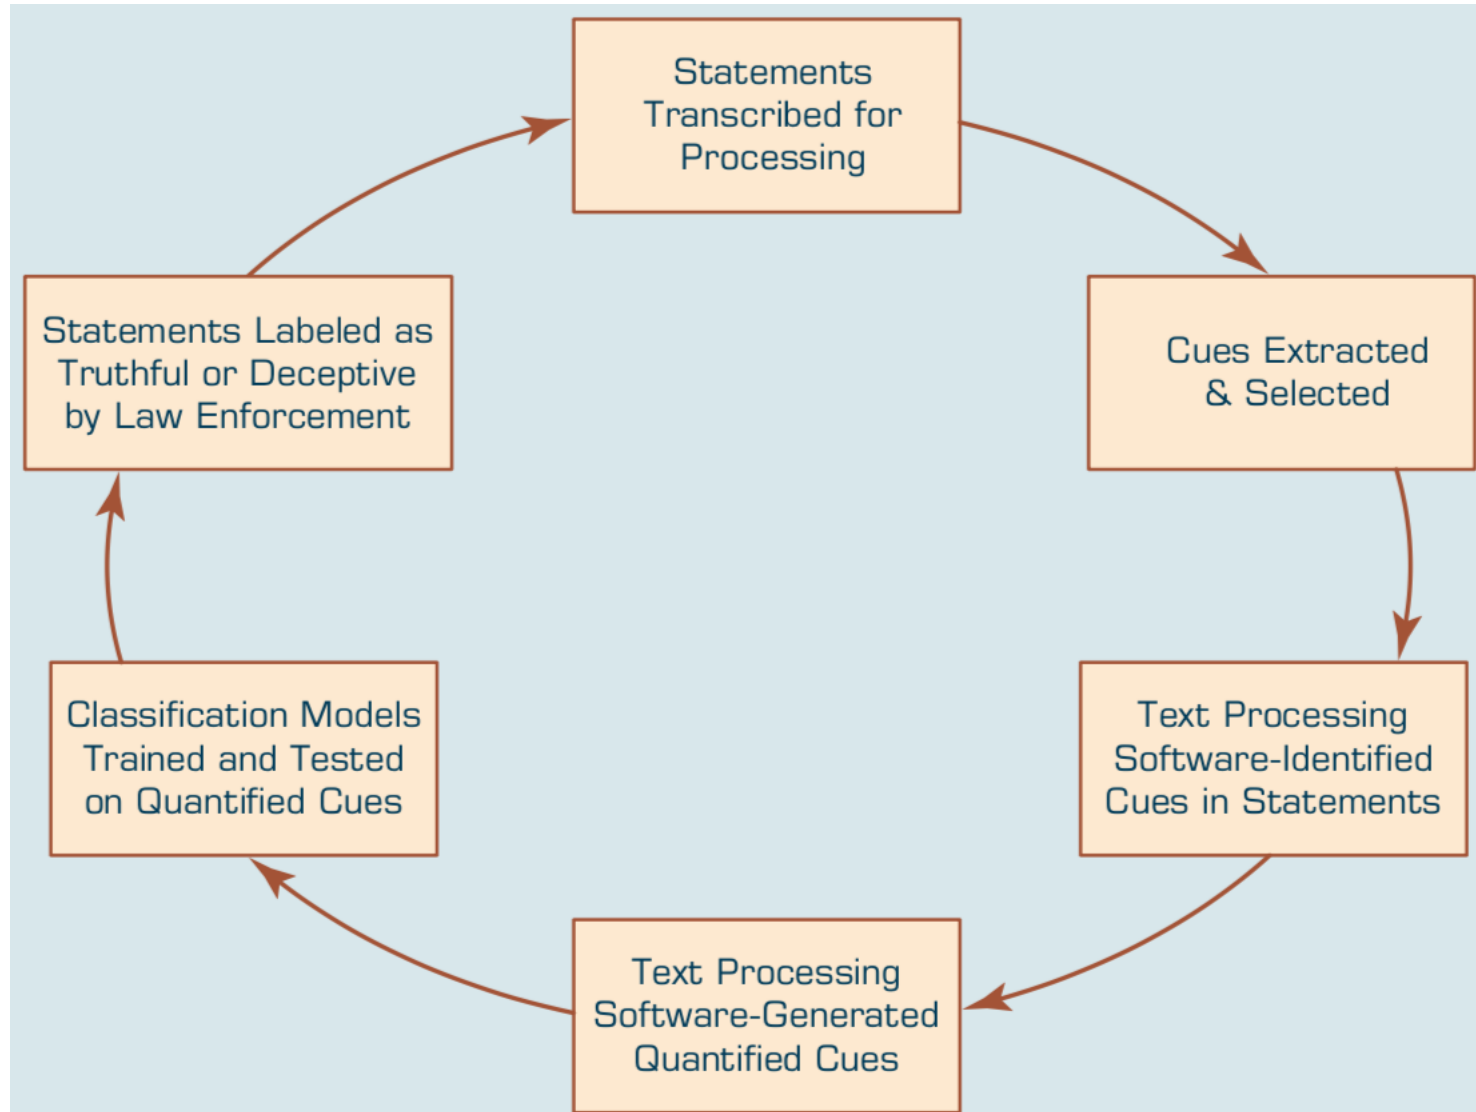 Statements
Transcribed for
Processing
Cues Extracted
& Selected
Text Processing
Software-Identified
Cues in Statements
Text Processing
Software-Generated
Quantified Cues
Classification Models
Trained and Tested
on Quantified Cues
Statements Labeled as
Truthful or Deceptive
by Law Enforcement